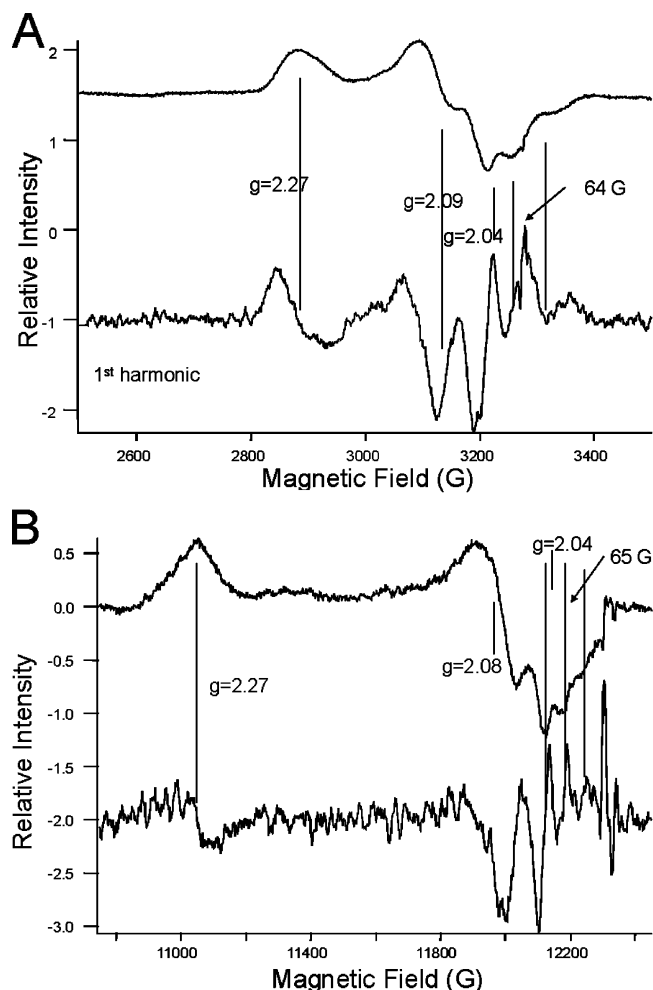 A
2
1
0
-1
-2
Relative Intensity
g=2.27
g=2.09
g=2.04
64 G
1st harmonic
2600
2800
3000
3200
3400
Magnetic Field (G)
B
0.5
0.0
-0.5
-1.0
-1.5
-2.0
-2.5
-3.0
Relative Intensity
g=2.04
65 G
g=2.08
g=2.27
11000
11400
11800
12200
Magnetic Field (G)